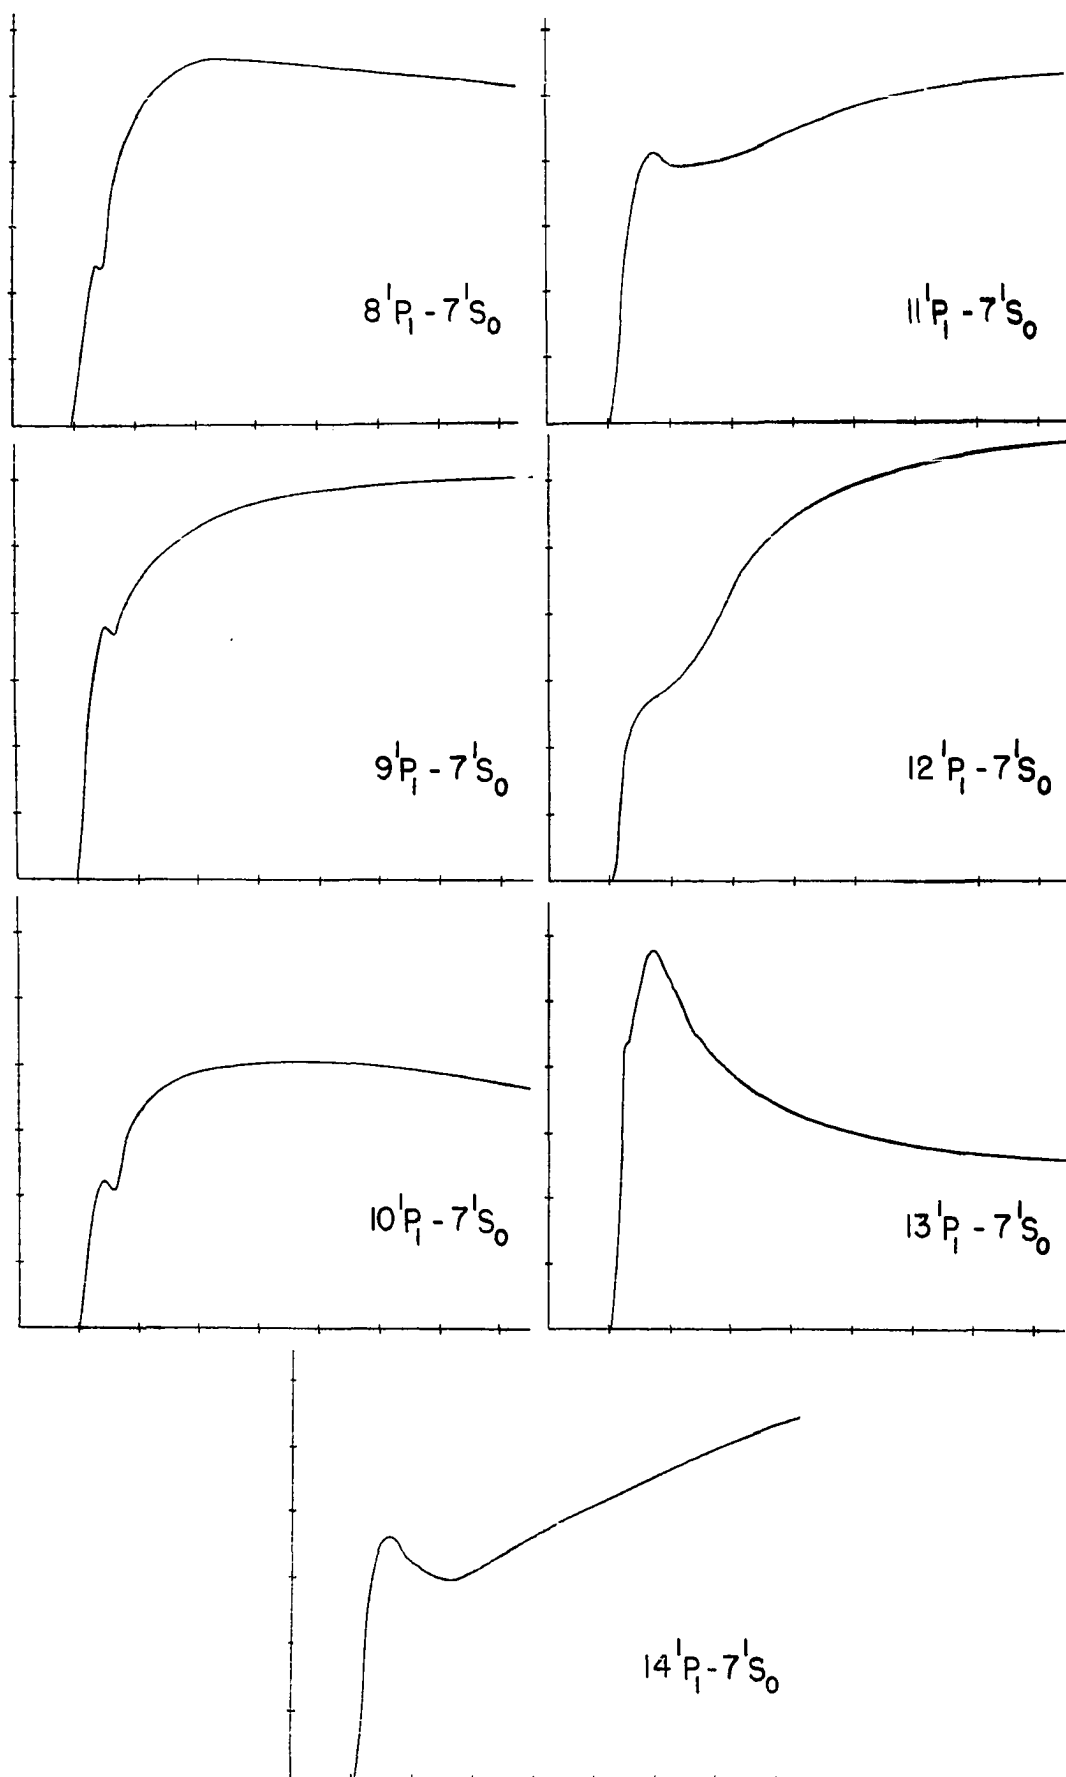 8¹P₁ - 7¹S₀
11¹P₁ - 7¹S₀
9¹P₁ - 7¹S₀
12¹P₁ - 7¹S₀
10¹P₁ - 7¹S₀
13¹P₁ - 7¹S₀
14¹P₁ - 7¹S₀